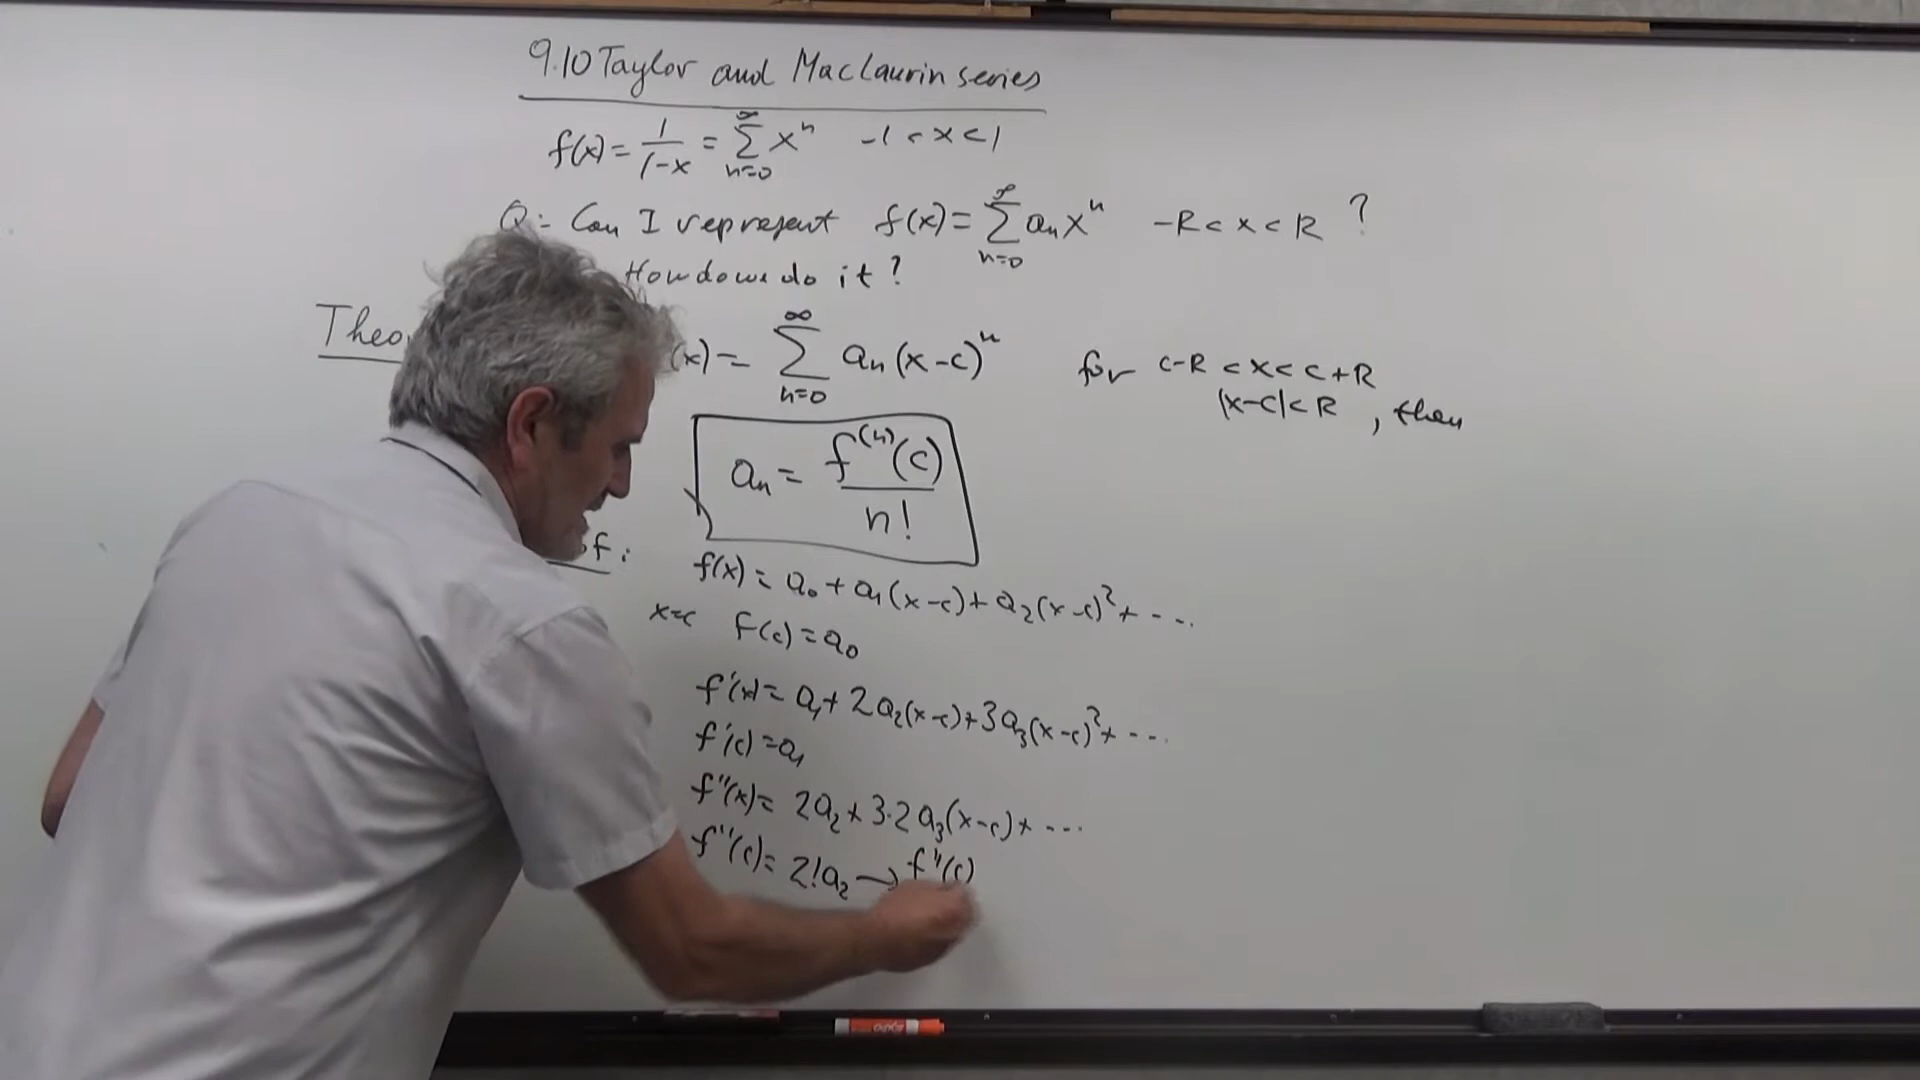 9.10 Taylor and Maclaurin series
f(x) = 1/(1-x) = ∑_{n=0}^{∞} x^n   -1 < x < 1
Q: Can I represent f(x) = ∑_{n=0}^{∞} a_n x^n   -R < x < R ?
How do we do it?
Theo
(x) = ∑_{n=0}^{∞} a_n (x-c)^n   for c-R < x < c+R
|x-c| < R , then
a_n = f^{(n)}(c) / n!
of:
f(x) = a_0 + a_1(x-c) + a_2(x-c)^2 + ...
x=c   f(c) = a_0
f'(x) = a_1 + 2a_2(x-c) + 3a_3(x-c)^2 + ...
f'(c) = a_1
f''(x) = 2a_2 + 3·2a_3(x-c) + ...
f''(c) = 2!a_2 → f''(c)
EXPO